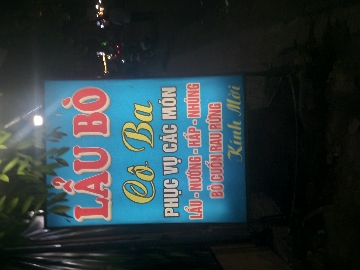 LẨU BÒ
Cô Ba
PHỤC VỤ CÁC MÓN
LẨU - NƯỚNG - HẤP - NHÚNG
BÒ CUỐN RAU RỪNG
Kính Mời